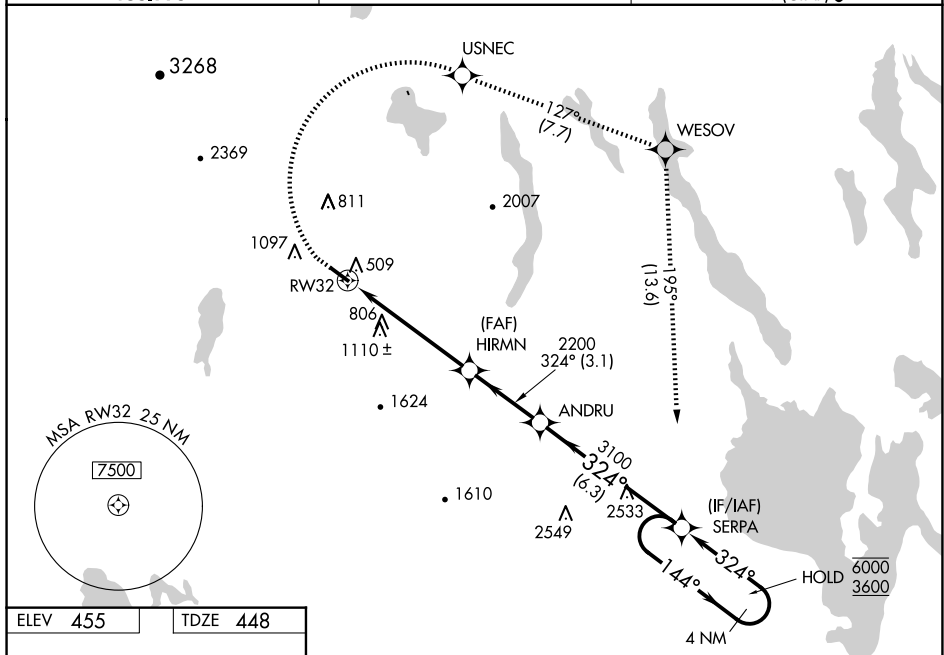 USNEC
3268
127°
(7.7)
WESOV
2369
811
2007
1097
509
RW32
195°
(13.6)
806
1110 ±
(FAF)
HIRMN
2200
324° (3.1)
1624
ANDRU
MSA RW32 25 NM
7500
3100
324°
(6.3)
1610
2533
2549
(IF/IAF)
SERPA
324°
144°
HOLD
6000
3600
4 NM
ELEV 455
TDZE 448